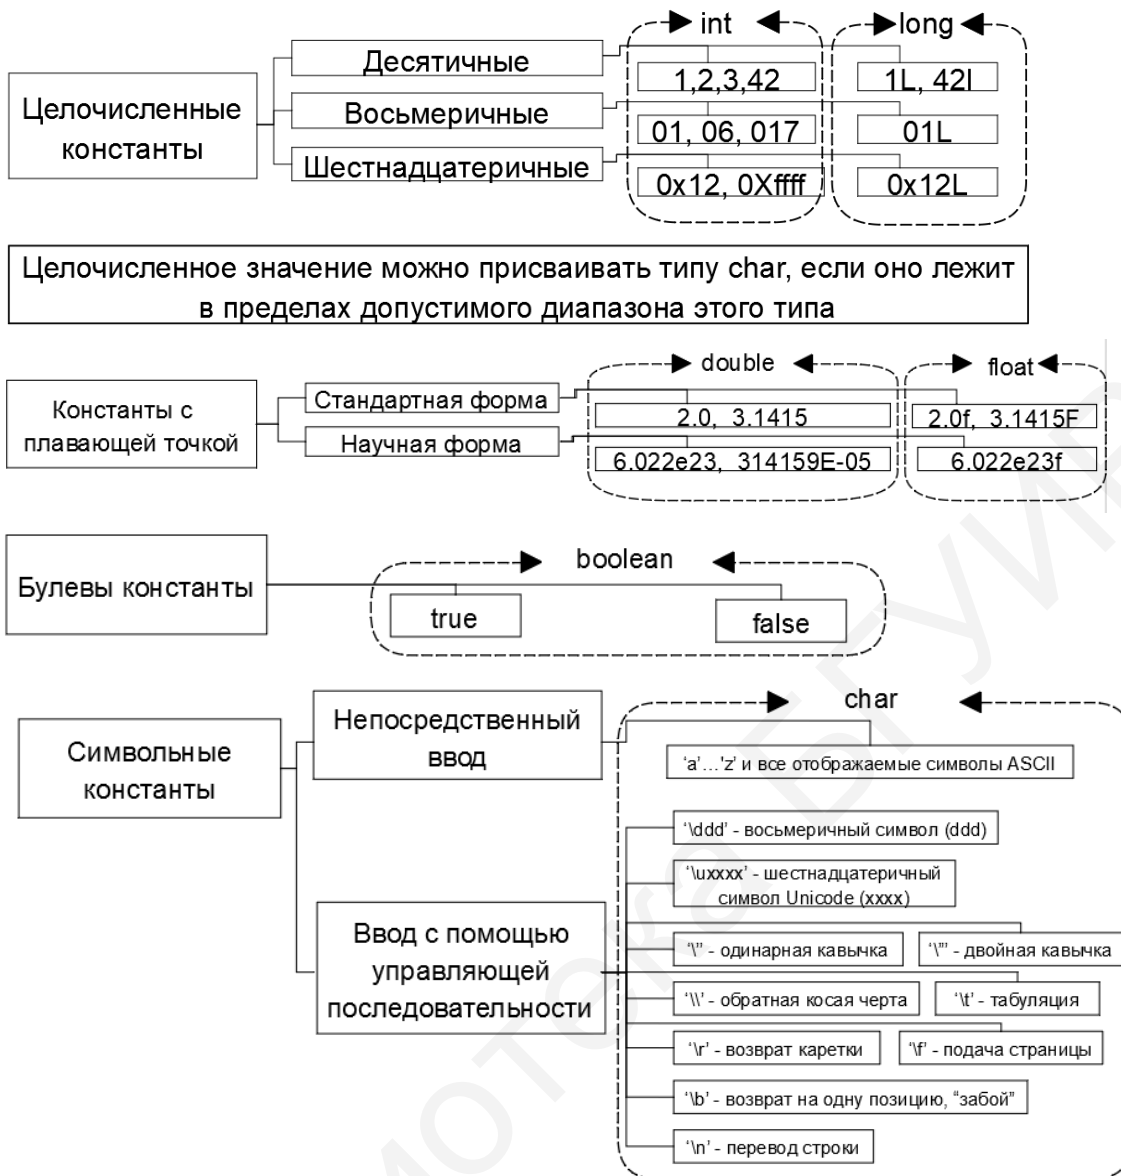 int
long
Десятичные
1,2,3,42
1L, 42l
Целочисленные
константы
Восьмеричные
01, 06, 017
01L
Шестнадцатеричные
0x12, 0Xffff
0x12L
Целочисленное значение можно присваивать типу char, если оно лежит
в пределах допустимого диапазона этого типа
double
float
Константы с
плавающей точкой
Стандартная форма
2.0, 3.1415
2.0f, 3.1415F
Научная форма
6.022e23, 314159E-05
6.022e23f
boolean
Булевы константы
true
false
char
Символьные
константы
Непосредственный
ввод
‘a’…’z’ и все отображаемые символы ASCII
Ввод с помощью
управляющей
последовательности
‘\ddd’ - восьмеричный символ (ddd)
‘\uxxxx’ - шестнадцатеричный
символ Unicode (xxxx)
‘\’’ - одинарная кавычка
‘\”’ - двойная кавычка
‘\\’ - обратная косая черта
‘\t’ - табуляция
‘\r’ - возврат каретки
‘\f’ - подача страницы
‘\b’ - возврат на одну позицию, “забой”
‘\n’ - перевод строки